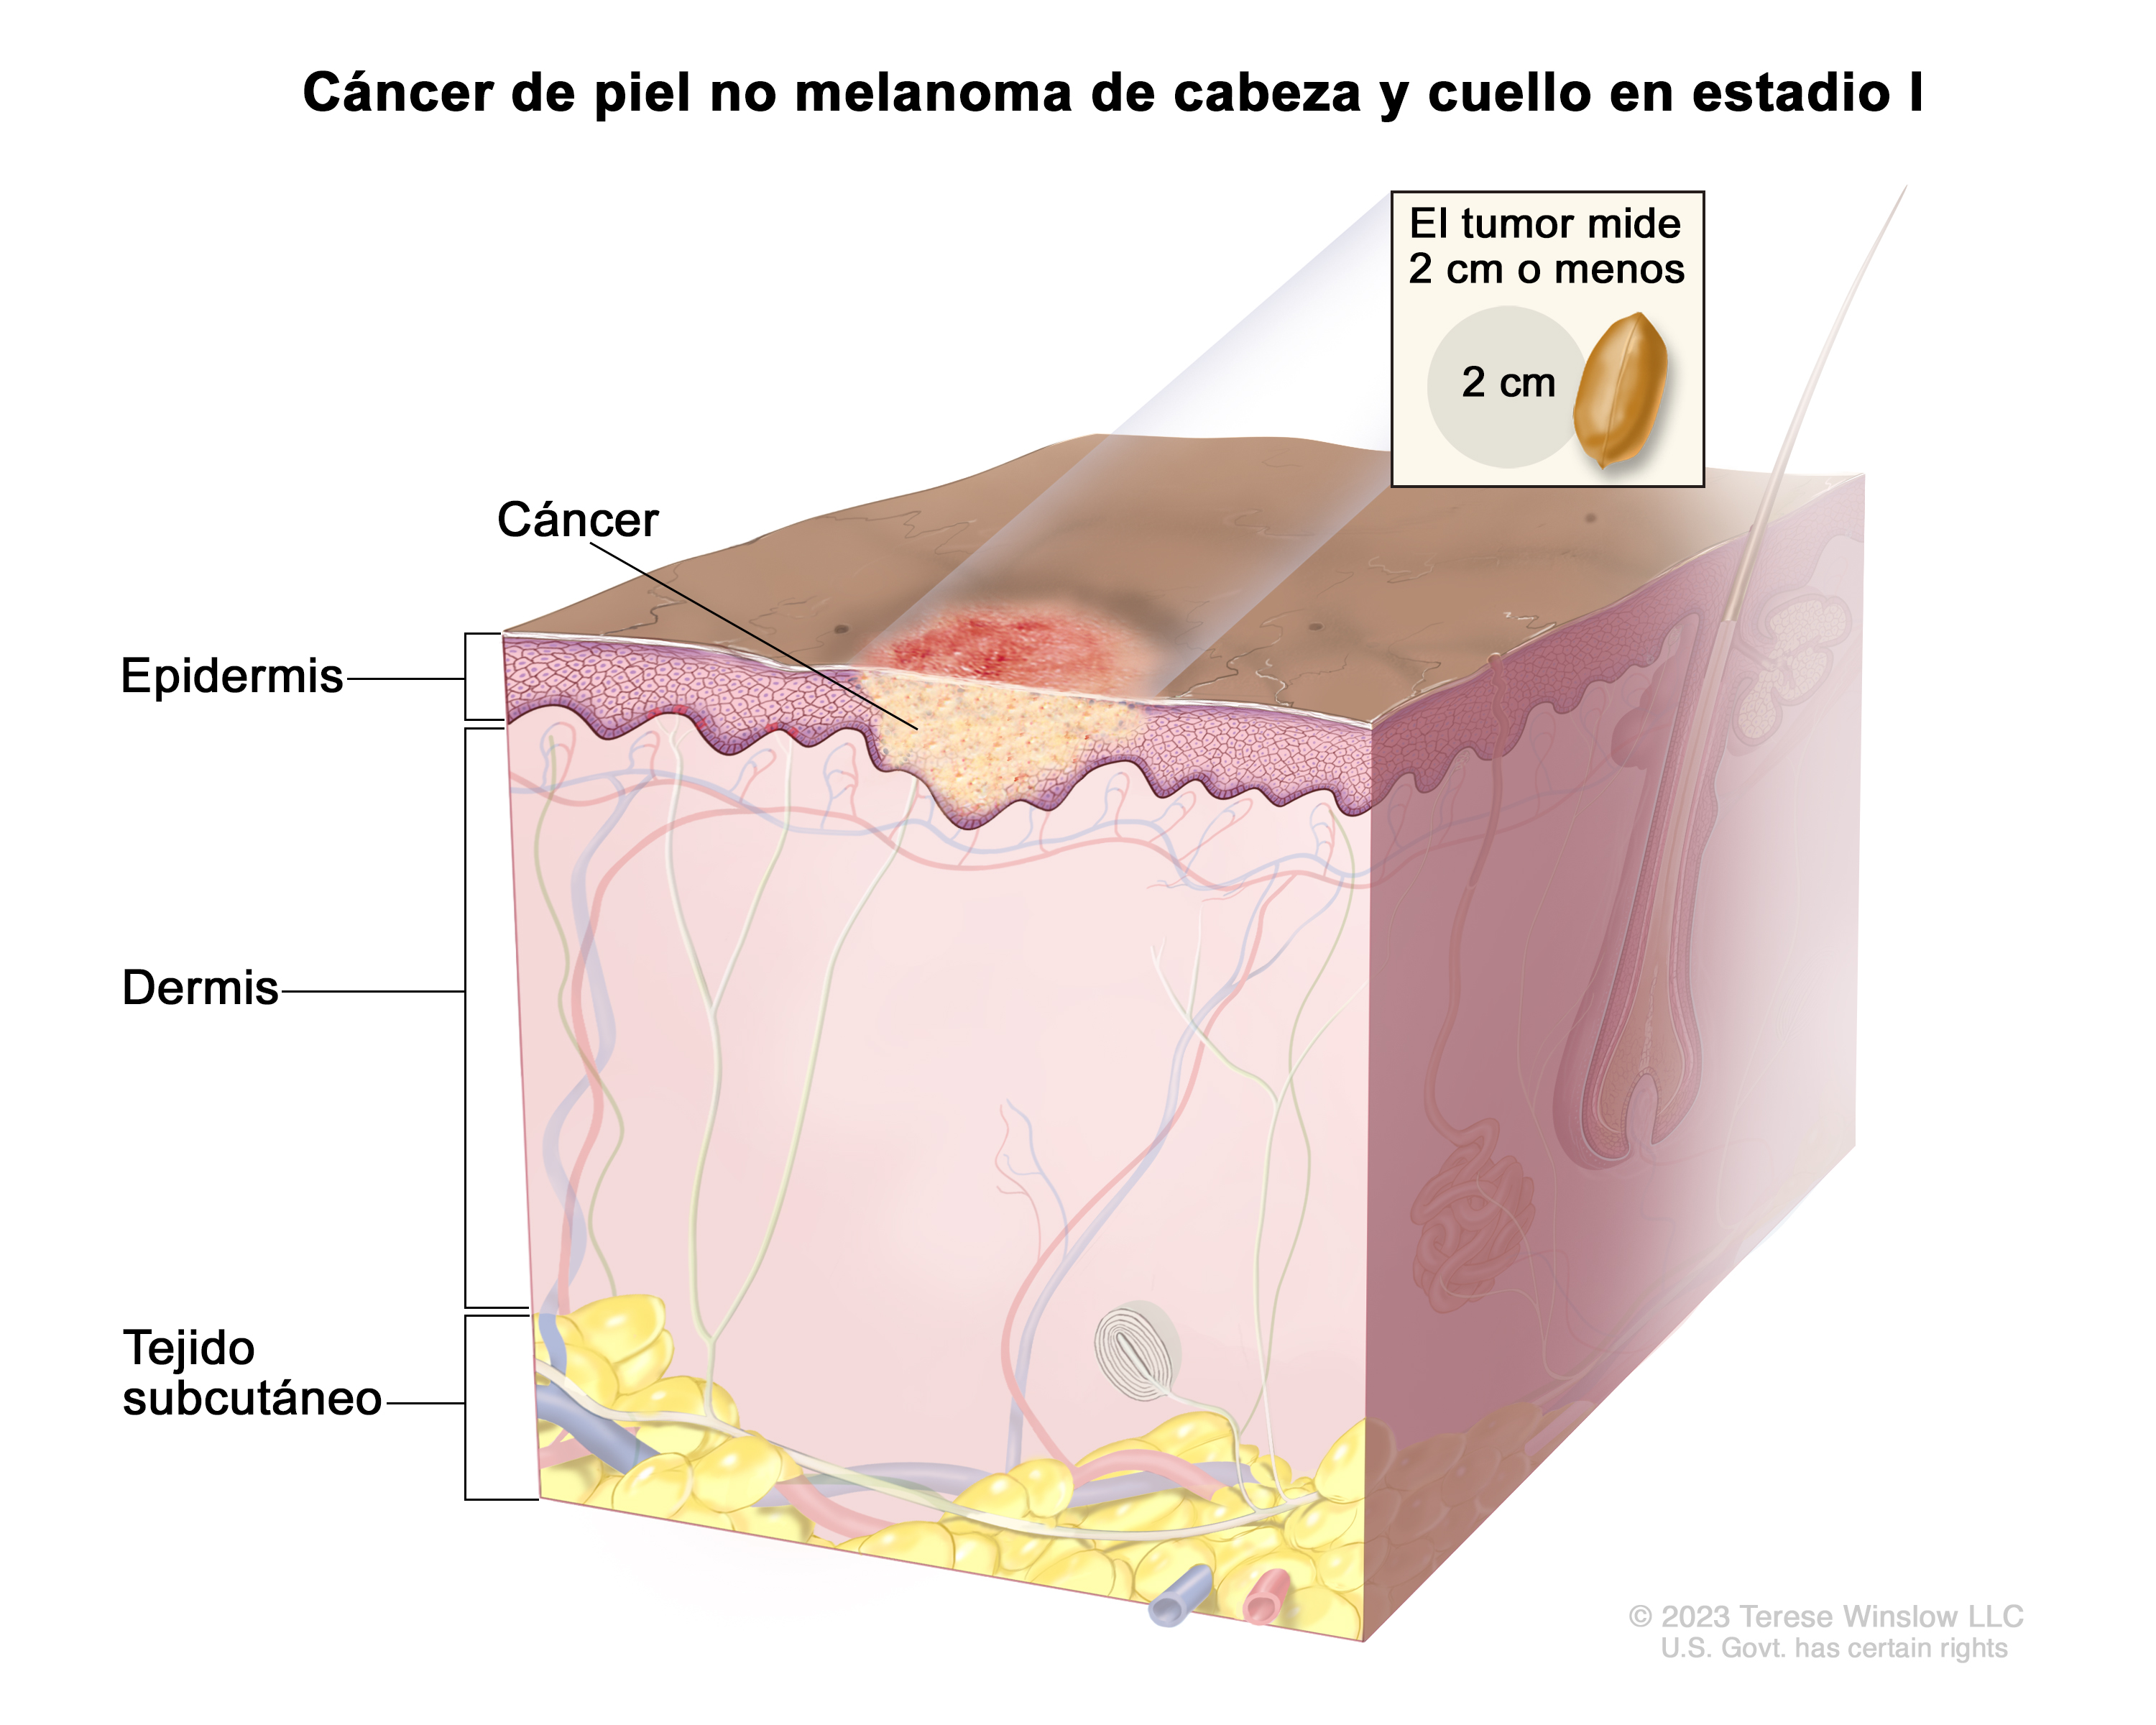 Cáncer de piel no melanoma de cabeza y cuello en estadio I
El tumor mide
2 cm o menos
2 cm
Cáncer
Epidermis
Dermis
Tejido
subcutáneo
© 2023 Terese Winslow LLC
U.S. Govt. has certain rights